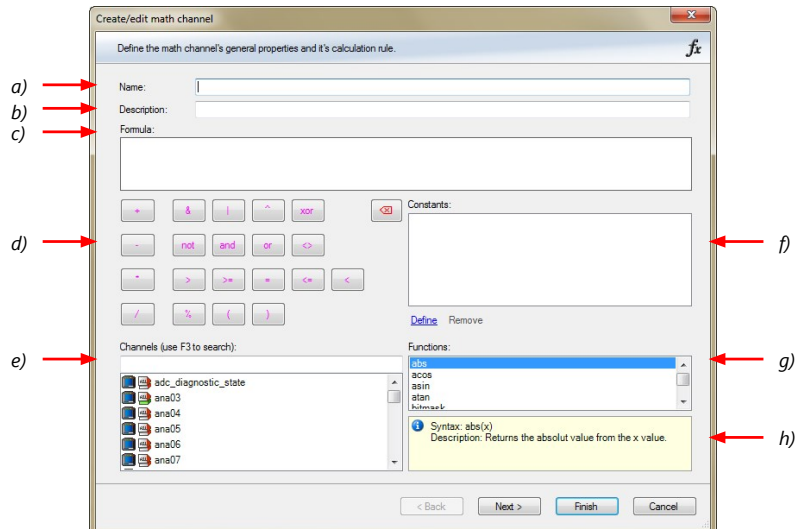 Create/edit math channel
x
Define the math channel's general properties and it's calculation rule.
fx
a) Name:
b) Description:
c) Formula:
+ & | ^ xor
Constants:
d) - not and or <> f)
* > >= = <= <
/ % ( )
Define Remove
Channels (use F3 to search):
Functions:
e) g)
abs
adc_diagnostic_state
acos
ana03
asin
ana04
atan
bitmask
ana05
Syntax: abs(x)
Description: Returns the absolut value from the x value.
h)
ana06
ana07
< Back Next > Finish Cancel